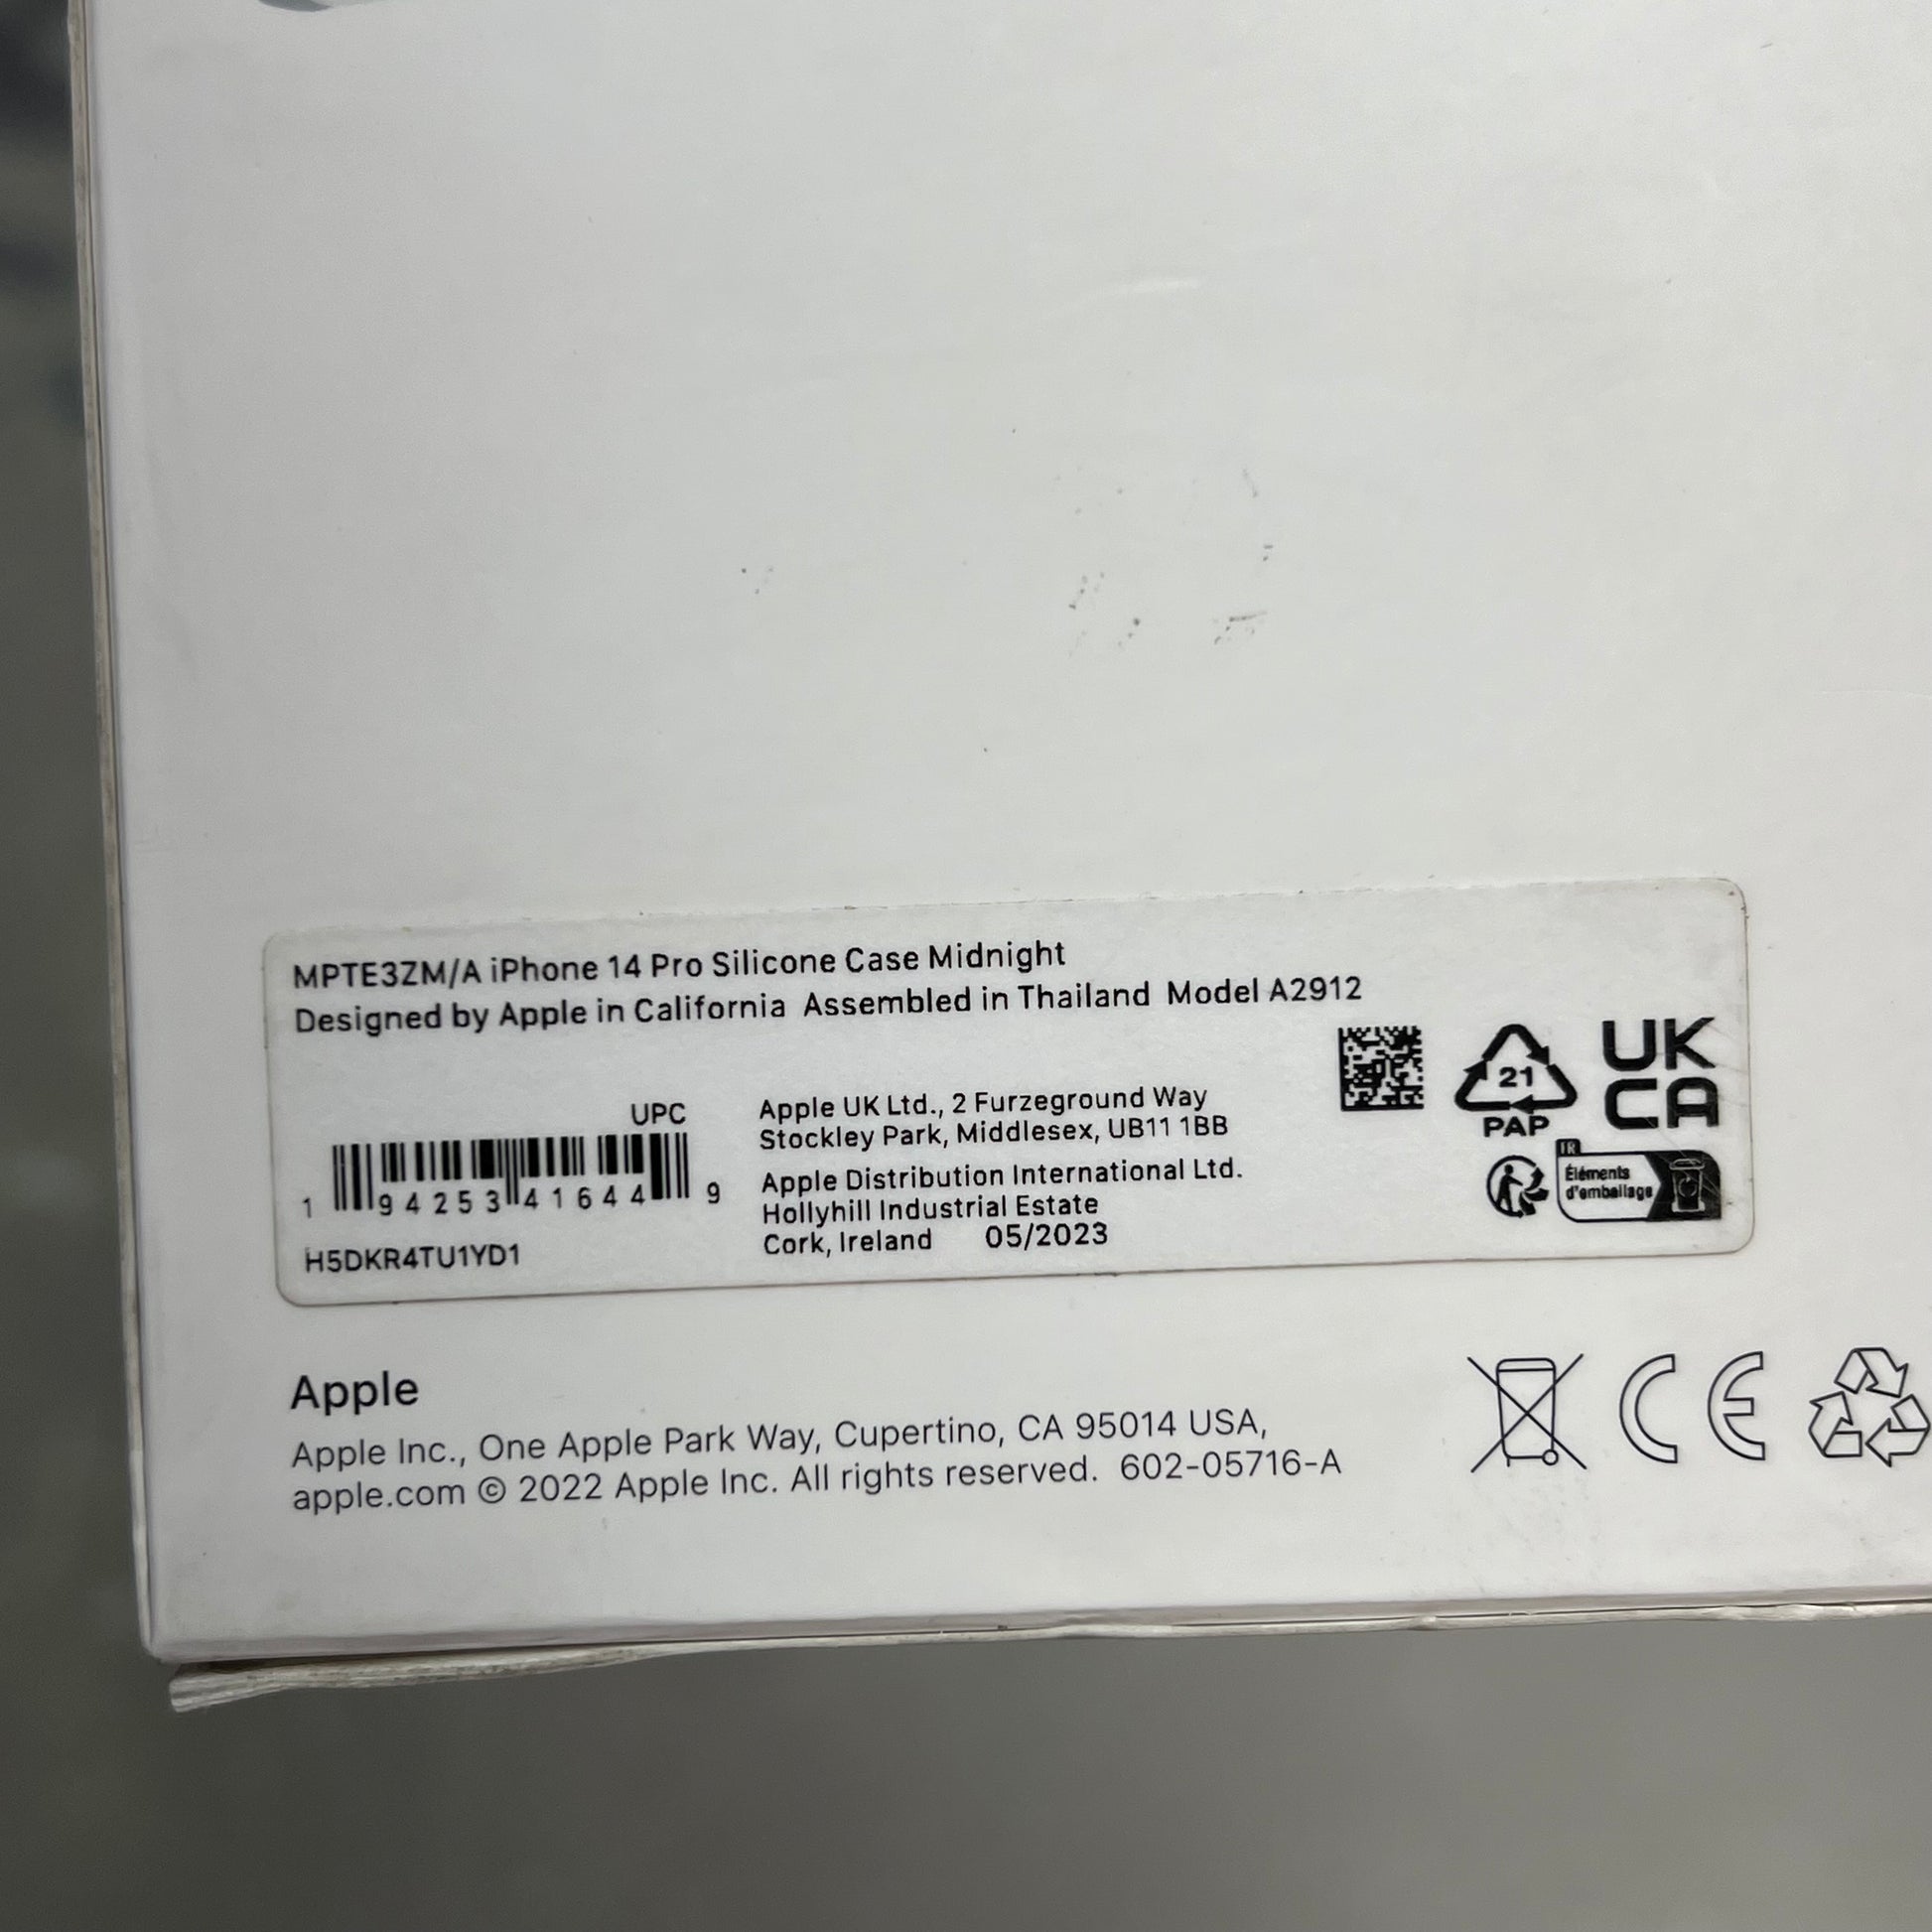 MPTE3ZM/A iPhone 14 Pro Silicone Case Midnight
Designed by Apple in California Assembled in Thailand Model A2912
UPC
1 94253 41644 9
H5DKR4TU1YD1
Apple UK Ltd., 2 Furzeground Way
Stockley Park, Middlesex, UB11 1BB
Apple Distribution International Ltd.
Hollyhill Industrial Estate
Cork, Ireland 05/2023
21
PAP
UK
CA
FR
Éléments
d'emballage
Apple
Apple Inc., One Apple Park Way, Cupertino, CA 95014 USA,
apple.com © 2022 Apple Inc. All rights reserved. 602-05716-A
CE